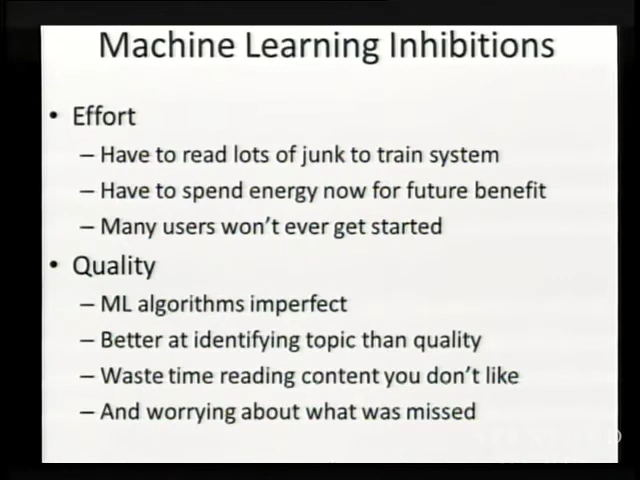 Machine Learning Inhibitions
• Effort
– Have to read lots of junk to train system
– Have to spend energy now for future benefit
– Many users won't ever get started
• Quality
– ML algorithms imperfect
– Better at identifying topic than quality
– Waste time reading content you don't like
– And worrying about what was missed